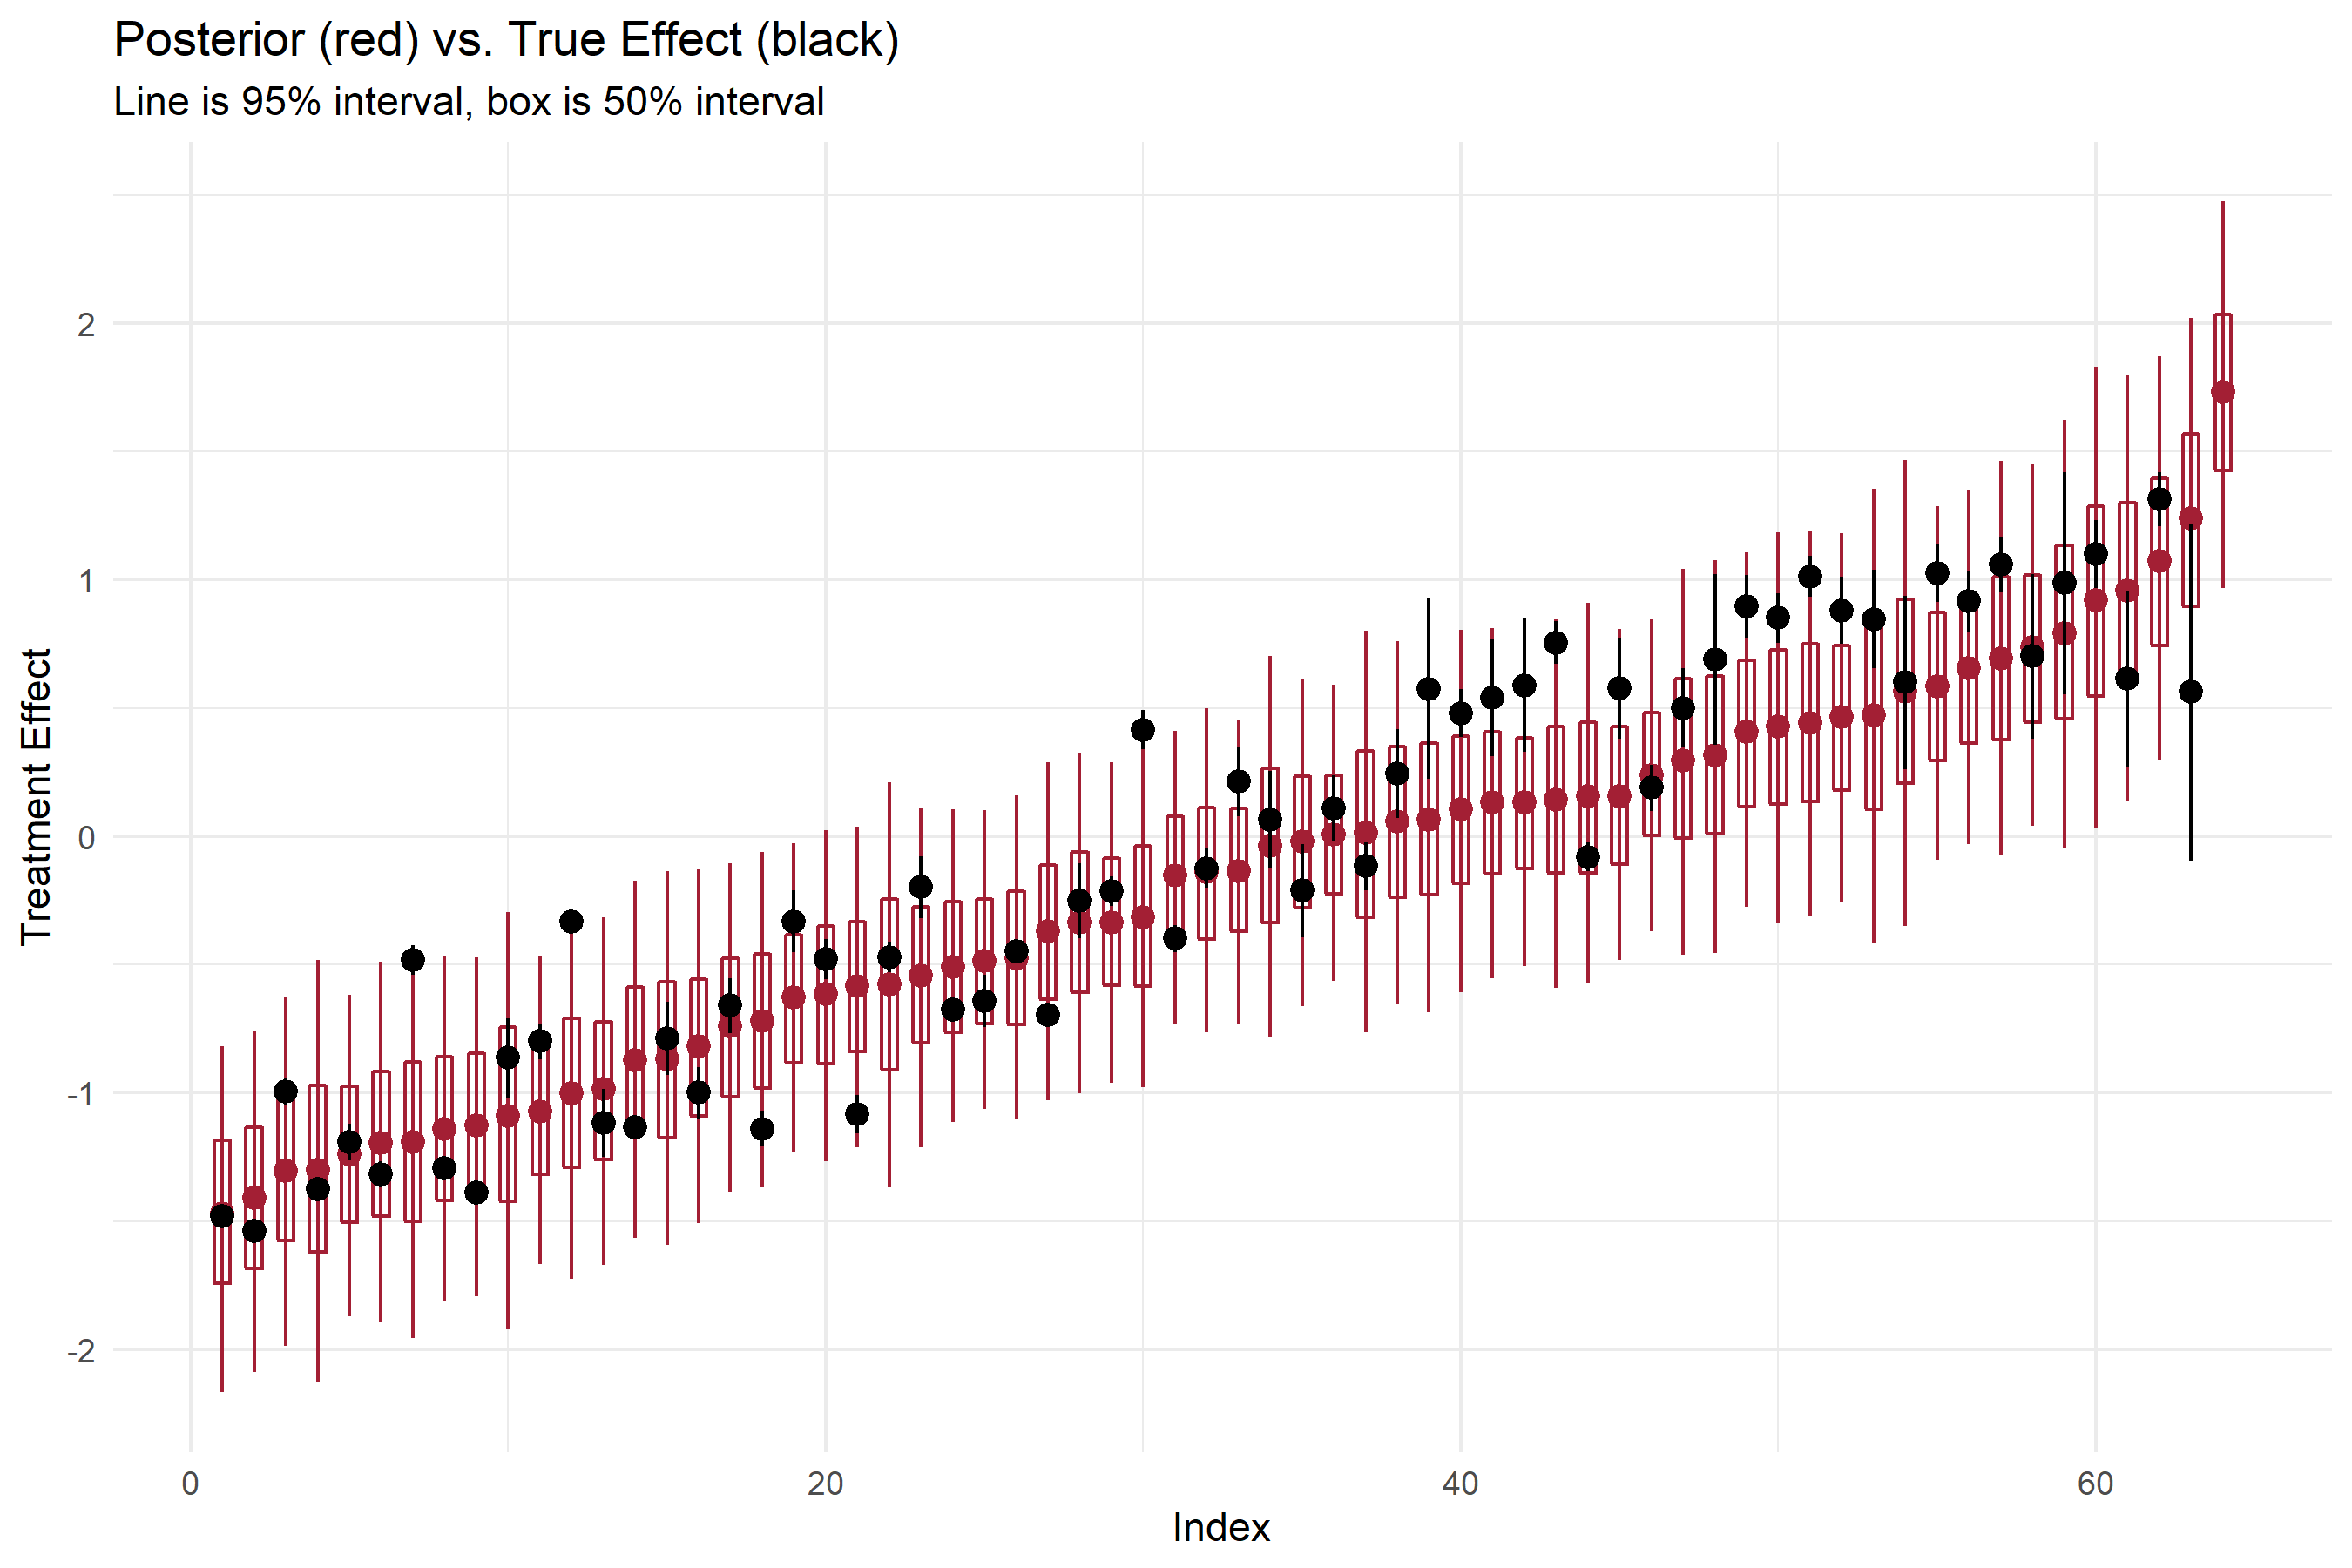 Posterior (red) vs. True Effect (black)
Line is 95% interval, box is 50% interval
Treatment Effect
2
1
0
-1
-2
0
20
40
60
Index